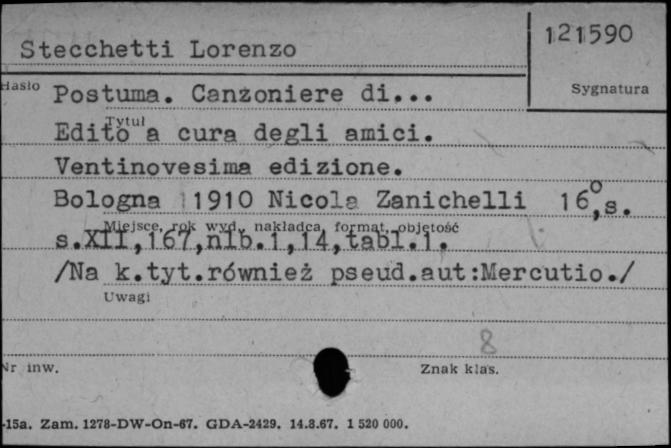 Stecchetti Lorenzo
121590
Hasło
Sygnatura
Postuma. Canzoniere di...
Tytuł
Edito a cura degli amici.
Ventinovesima edizione.
Bologna 1910 Nicola Zanichelli 16°,s.
Miejsce, rok wyd., nakładca, format, objętość
s.XII,167,nlb.1,14,tabl.1.
/Na k.tyt.również pseud.aut:Mercutio./
Uwagi
8
Nr inw.
Znak klas.
-15a. Zam. 1278-DW-On-67. GDA-2429. 14.8.67. 1 520 000.